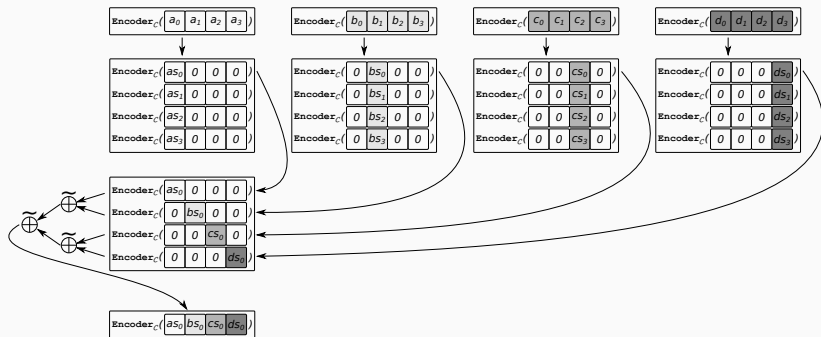 Encoder_C( a_0 a_1 a_2 a_3 ) Encoder_C( b_0 b_1 b_2 b_3 ) Encoder_C( c_0 c_1 c_2 c_3 ) Encoder_C( d_0 d_1 d_2 d_3 )
Encoder_C( as_0 0 0 0 ) Encoder_C( 0 bs_0 0 0 ) Encoder_C( 0 0 cs_0 0 ) Encoder_C( 0 0 0 ds_0 )
Encoder_C( as_1 0 0 0 ) Encoder_C( 0 bs_1 0 0 ) Encoder_C( 0 0 cs_1 0 ) Encoder_C( 0 0 0 ds_1 )
Encoder_C( as_2 0 0 0 ) Encoder_C( 0 bs_2 0 0 ) Encoder_C( 0 0 cs_2 0 ) Encoder_C( 0 0 0 ds_2 )
Encoder_C( as_3 0 0 0 ) Encoder_C( 0 bs_3 0 0 ) Encoder_C( 0 0 cs_3 0 ) Encoder_C( 0 0 0 ds_3 )
Encoder_C( as_0 0 0 0 )
≈ ⊕
Encoder_C( 0 bs_0 0 0 )
≈ ⊕
Encoder_C( 0 0 cs_0 0 )
≈ ⊕
Encoder_C( 0 0 0 ds_0 )
Encoder_C( as_0 bs_0 cs_0 ds_0 )